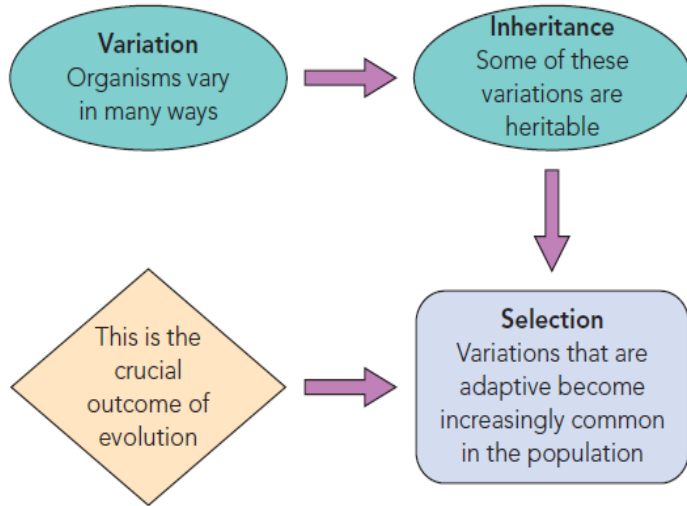 Variation
Organisms vary
in many ways
Inheritance
Some of these
variations are
heritable
This is the
crucial
outcome of
evolution
Selection
Variations that are
adaptive become
increasingly common
in the population